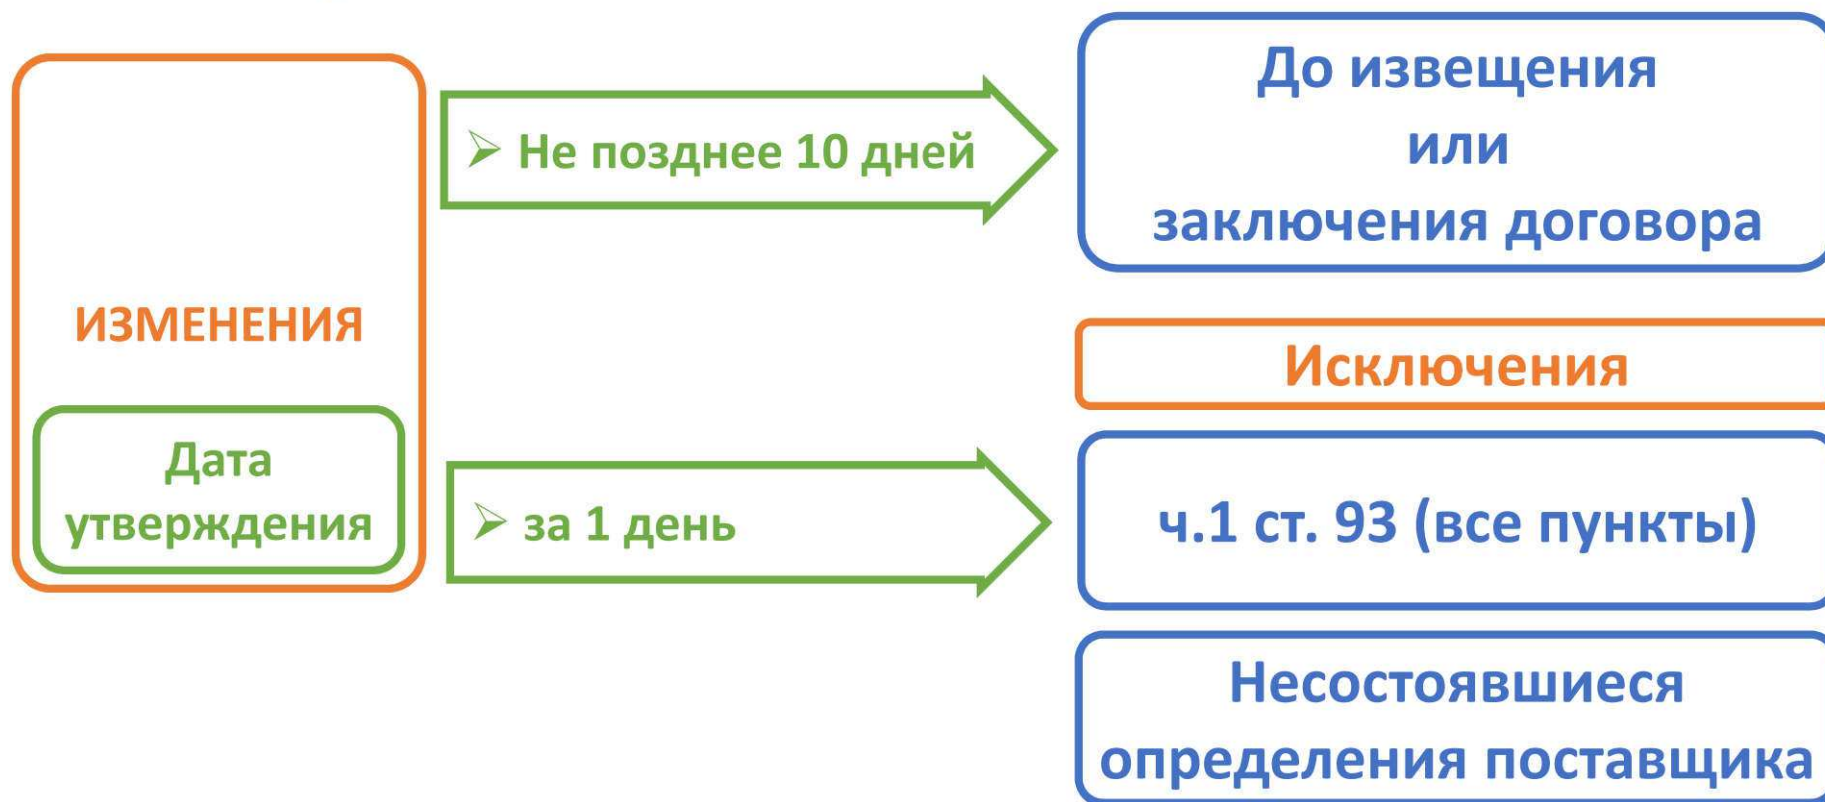 ИЗМЕНЕНИЯ
Дата
утверждения
➢ Не позднее 10 дней
До извещения
или
заключения договора
Исключения
➢ за 1 день
ч.1 ст. 93 (все пункты)
Несостоявшиеся
определения поставщика